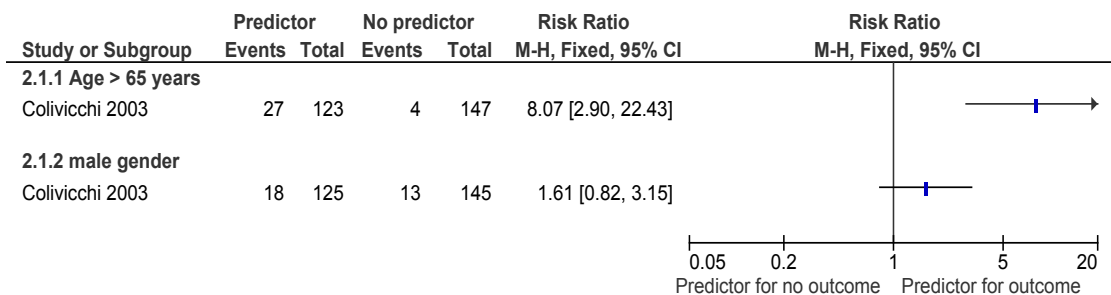 Predictor No predictor Risk Ratio Risk Ratio
Study or Subgroup Events Total Events Total M-H, Fixed, 95% CI M-H, Fixed, 95% CI
2.1.1 Age > 65 years
Colivicchi 2003 27 123 4 147 8.07 [2.90, 22.43]
2.1.2 male gender
Colivicchi 2003 18 125 13 145 1.61 [0.82, 3.15]
0.05 0.2 1 5 20
Predictor for no outcome Predictor for outcome